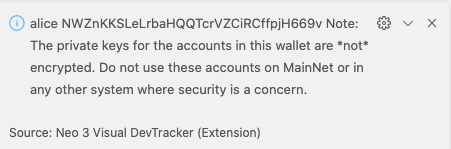 alice NWZnKKSLeLrbaHQQTcrVZCiRCffpjH669v Note:
The private keys for the accounts in this wallet are *not*
encrypted. Do not use these accounts on MainNet or in
any other system where security is a concern.
Source: Neo 3 Visual DevTracker (Extension)